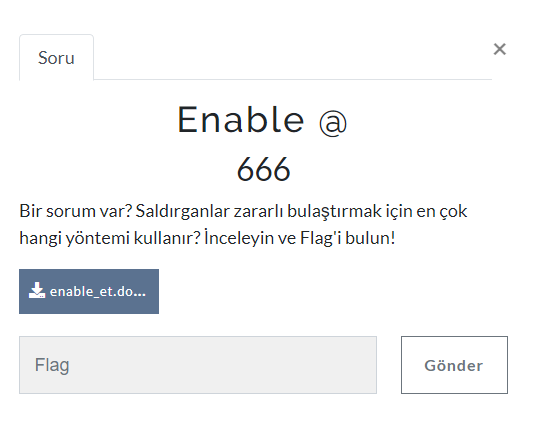 Soru
×
Enable @
666
Bir sorum var? Saldırganlar zararlı bulaştırmak için en çok
hangi yöntemi kullanır? İnceleyin ve Flag'i bulun!
enable_et.do...
Flag
Gönder